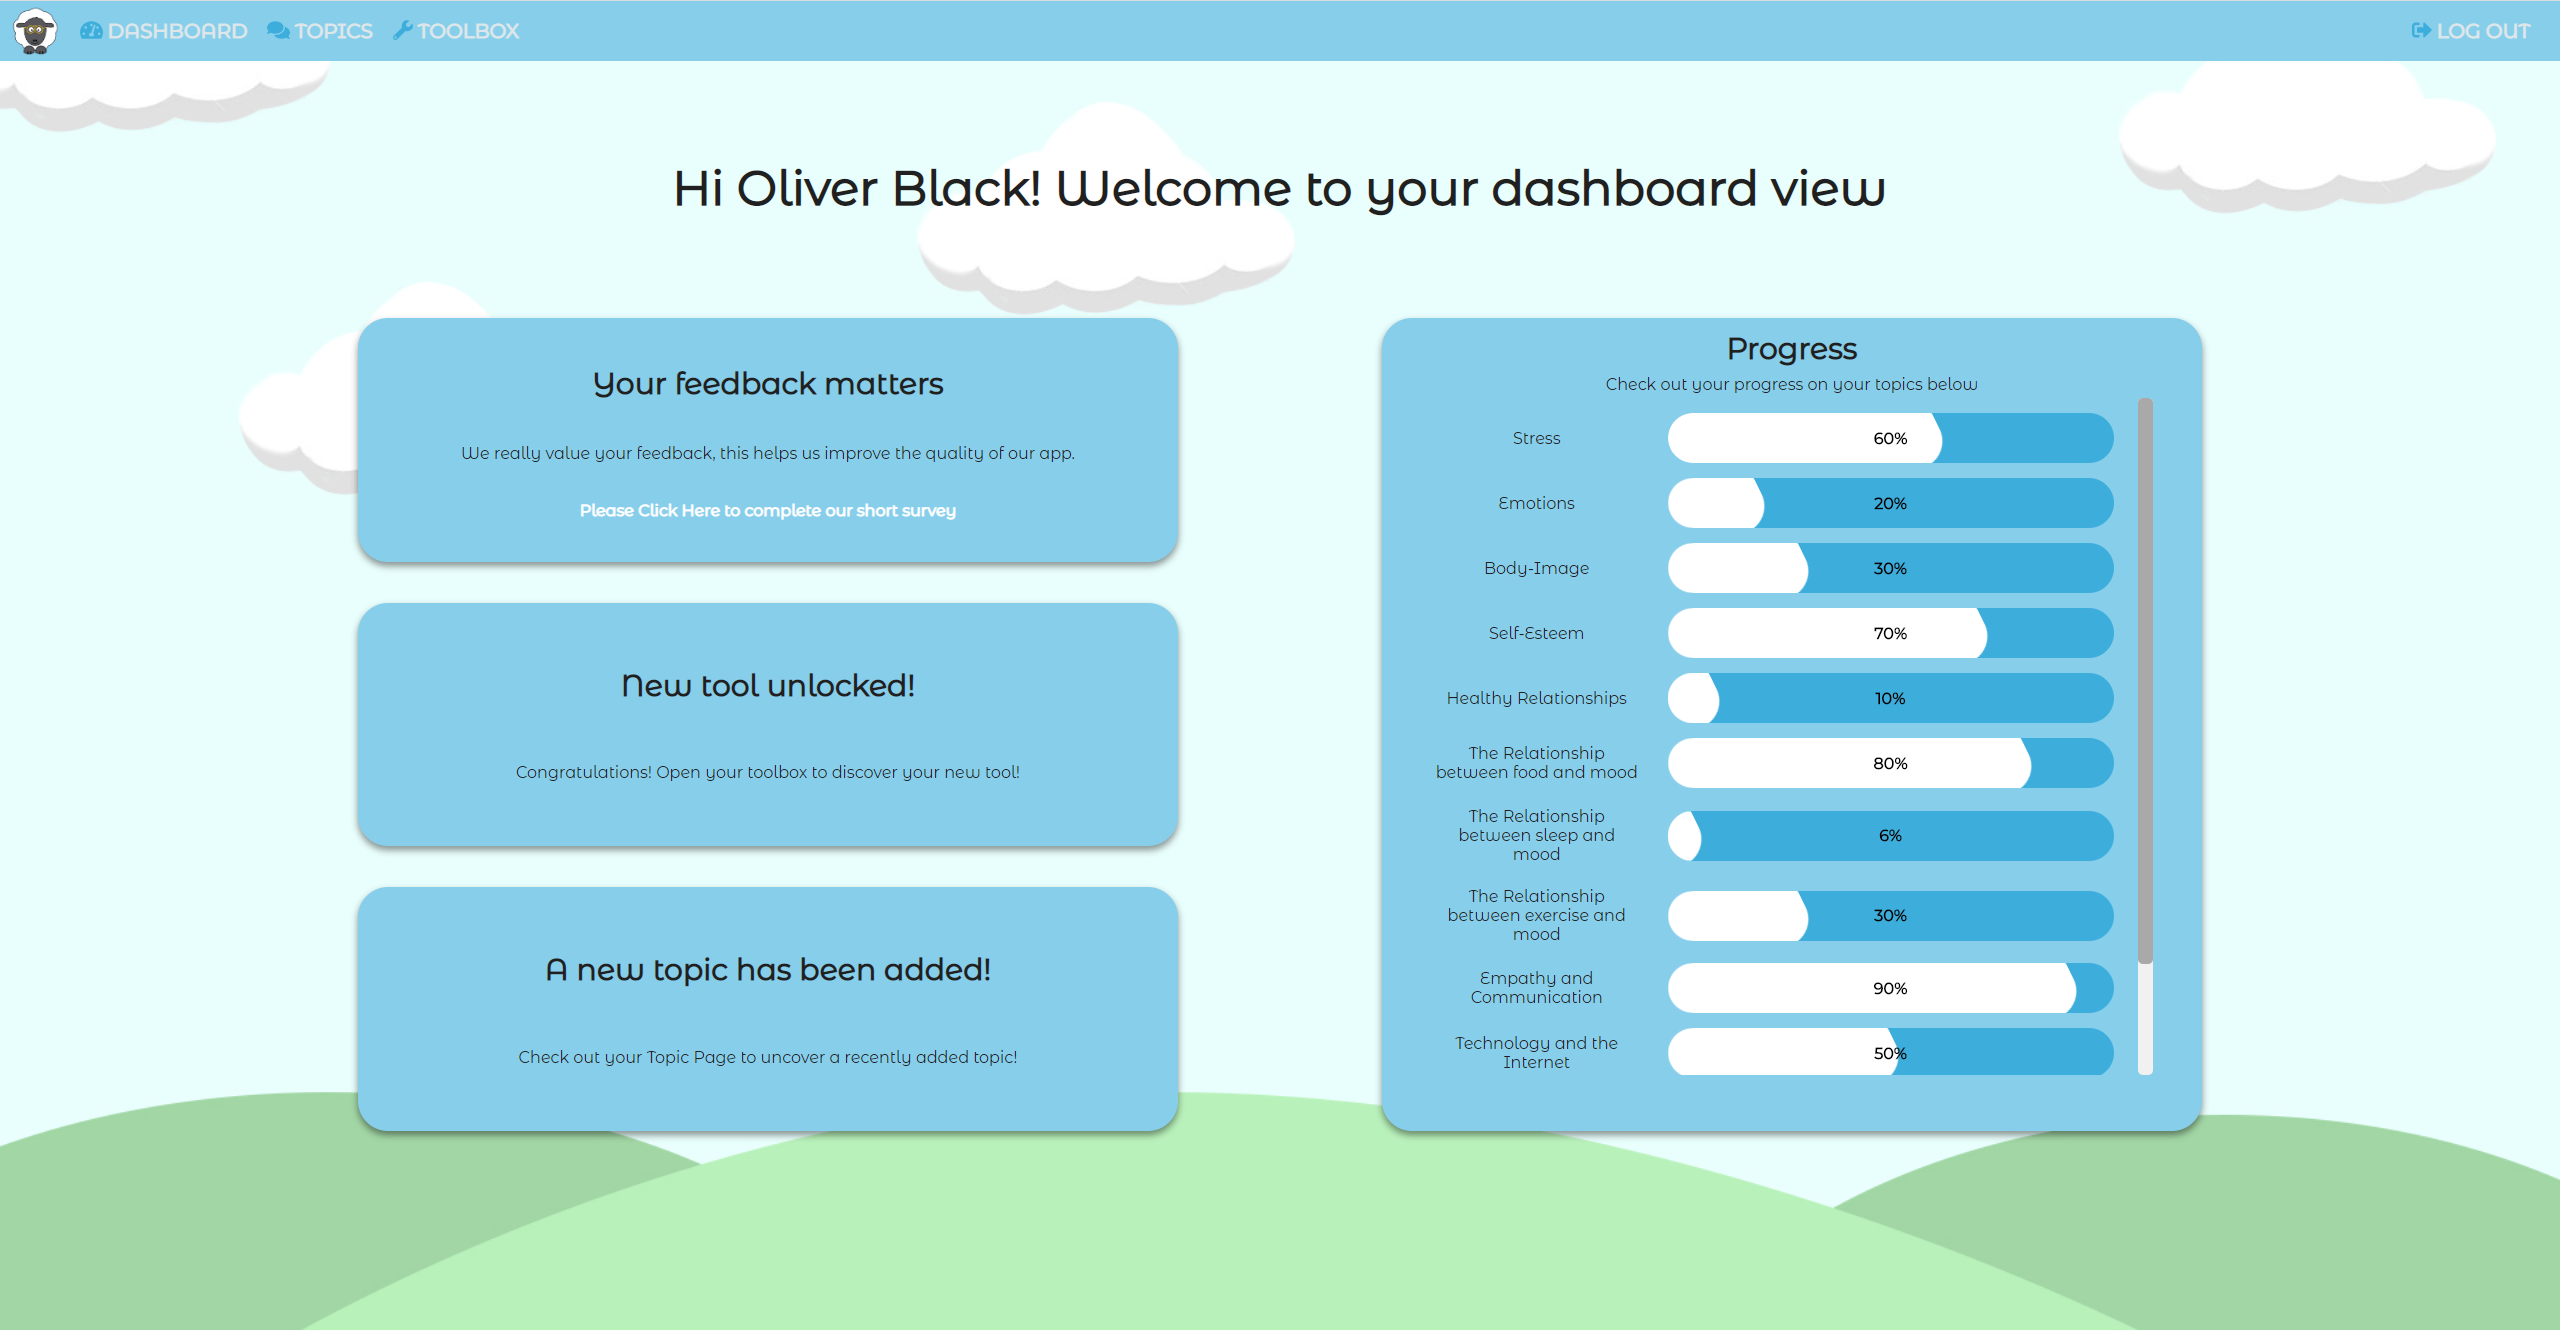 DASHBOARD TOPICS TOOLBOX LOG OUT
Hi Oliver Black! Welcome to your dashboard view
Your feedback matters
We really value your feedback, this helps us improve the quality of our app.
Please Click Here to complete our short survey
New tool unlocked!
Congratulations! Open your toolbox to discover your new tool!
A new topic has been added!
Check out your Topic Page to uncover a recently added topic!
Progress
Check out your progress on your topics below
Stress 60%
Emotions 20%
Body-Image 30%
Self-Esteem 70%
Healthy Relationships 10%
The Relationship
between food and mood 80%
The Relationship
between sleep and 6%
mood
The Relationship
between exercise and 30%
mood
Empathy and
Communication 90%
Technology and the
Internet 50%